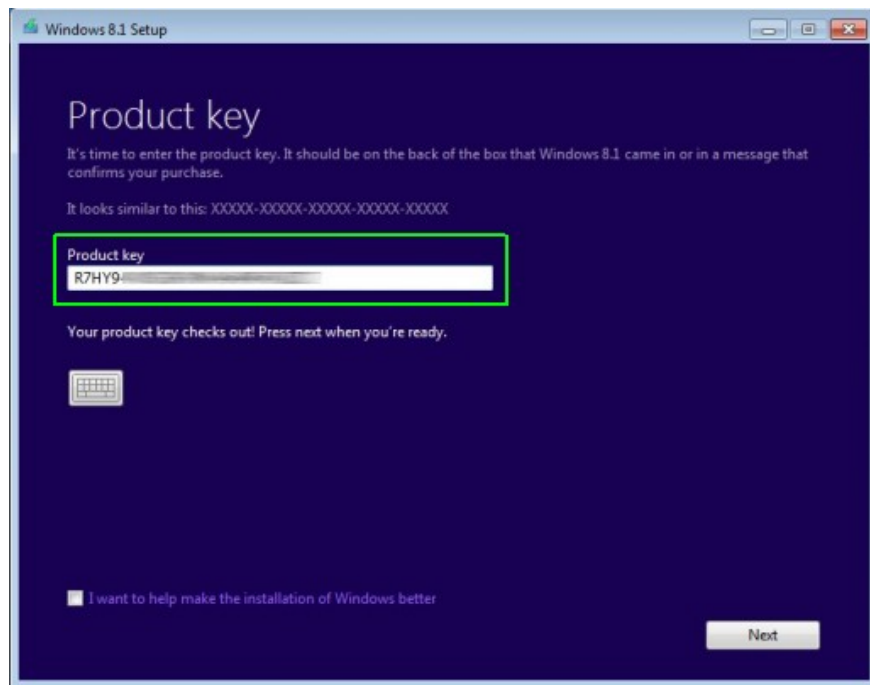 Windows 8.1 Setup
Product key
It's time to enter the product key. It should be on the back of the box that Windows 8.1 came in or in a message that
confirms your purchase.
It looks similar to this: XXXXX-XXXXX-XXXXX-XXXXX-XXXXX
Product key
R7HY9-
Your product key checks out! Press next when you're ready.
I want to help make the installation of Windows better
Next